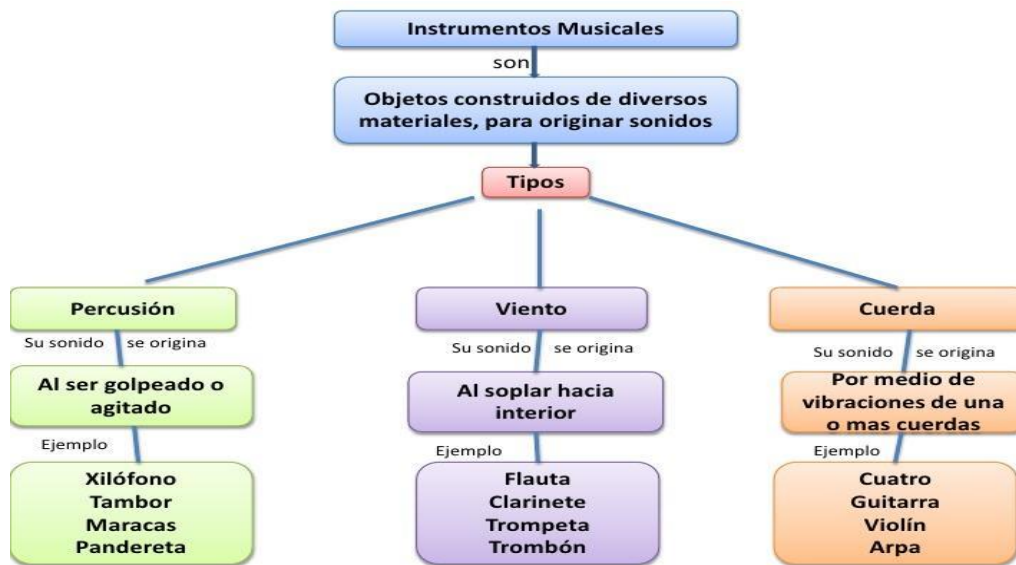 Instrumentos Musicales
son
Objetos construidos de diversos
materiales, para originar sonidos
Tipos
Percusión
Su sonido se origina
Al ser golpeado o
agitado
Ejemplo
Xilófono
Tambor
Maracas
Pandereta
Viento
Su sonido se origina
Al soplar hacia
interior
Ejemplo
Flauta
Clarinete
Trompeta
Trombón
Cuerda
Su sonido se origina
Por medio de
vibraciones de una
o mas cuerdas
Ejemplo
Cuatro
Guitarra
Violín
Arpa